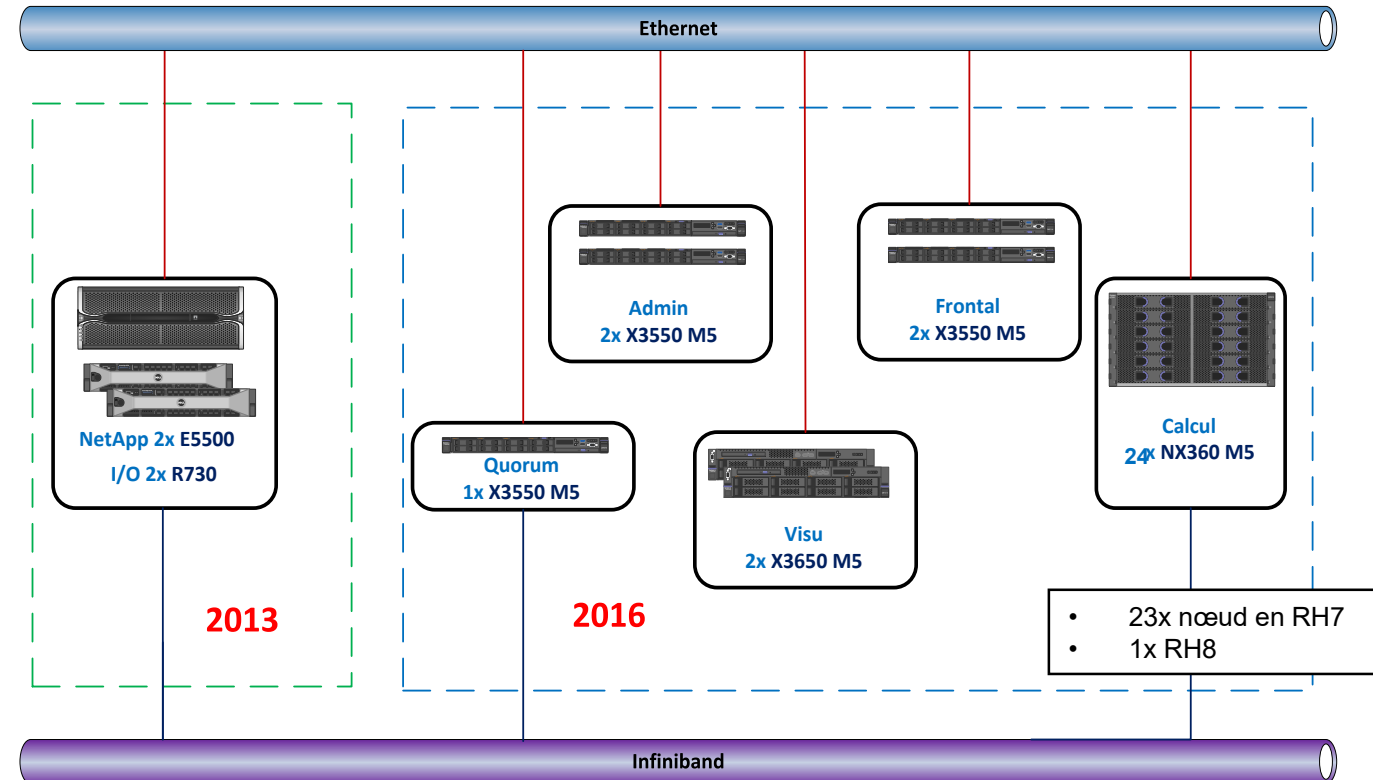 Ethernet
Admin
2x X3550 M5
Frontal
2x X3550 M5
NetApp 2x E5500
I/O 2x R730
Quorum
1x X3550 M5
Visu
2x X3650 M5
Calcul
24x NX360 M5
2013
2016
• 23x nœud en RH7
• 1x RH8
Infiniband